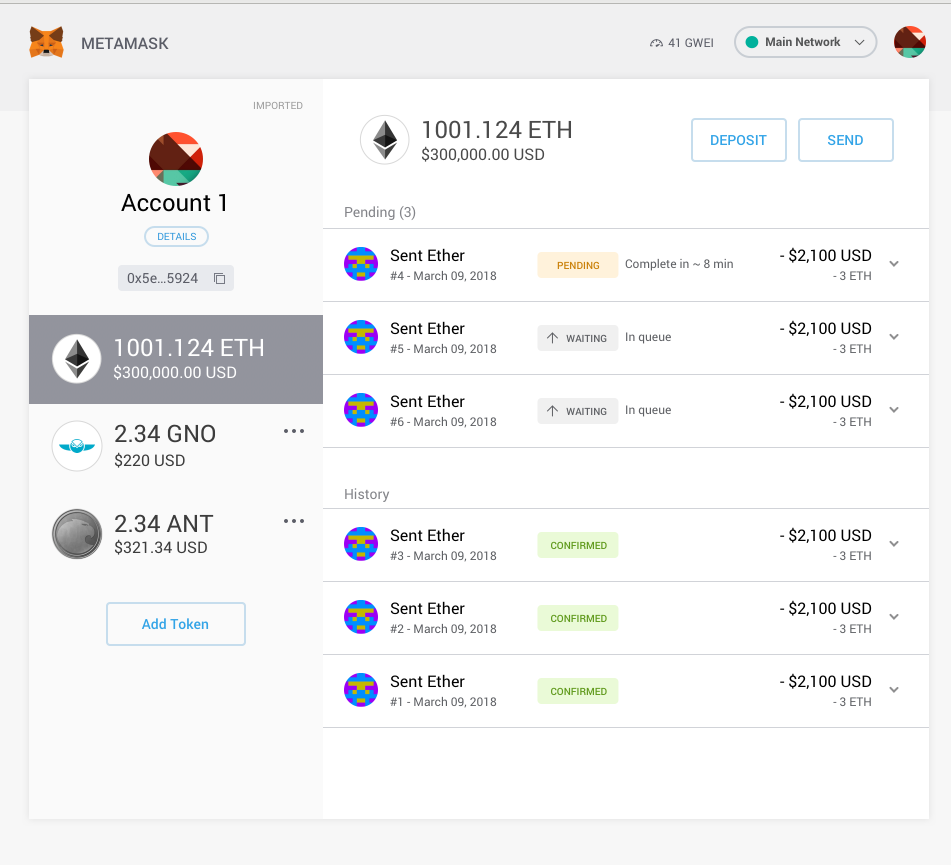 METAMASK
41 GWEI
Main Network
IMPORTED
Account 1
DETAILS
0x5e...5924
1001.124 ETH
$300,000.00 USD
2.34 GNO
$220 USD
2.34 ANT
$321.34 USD
Add Token
1001.124 ETH
$300,000.00 USD
DEPOSIT
SEND
Pending (3)
Sent Ether
#4 - March 09, 2018
PENDING
Complete in ~ 8 min
- $2,100 USD
- 3 ETH
Sent Ether
#5 - March 09, 2018
WAITING
In queue
- $2,100 USD
- 3 ETH
Sent Ether
#6 - March 09, 2018
WAITING
In queue
- $2,100 USD
- 3 ETH
History
Sent Ether
#3 - March 09, 2018
CONFIRMED
- $2,100 USD
- 3 ETH
Sent Ether
#2 - March 09, 2018
CONFIRMED
- $2,100 USD
- 3 ETH
Sent Ether
#1 - March 09, 2018
CONFIRMED
- $2,100 USD
- 3 ETH